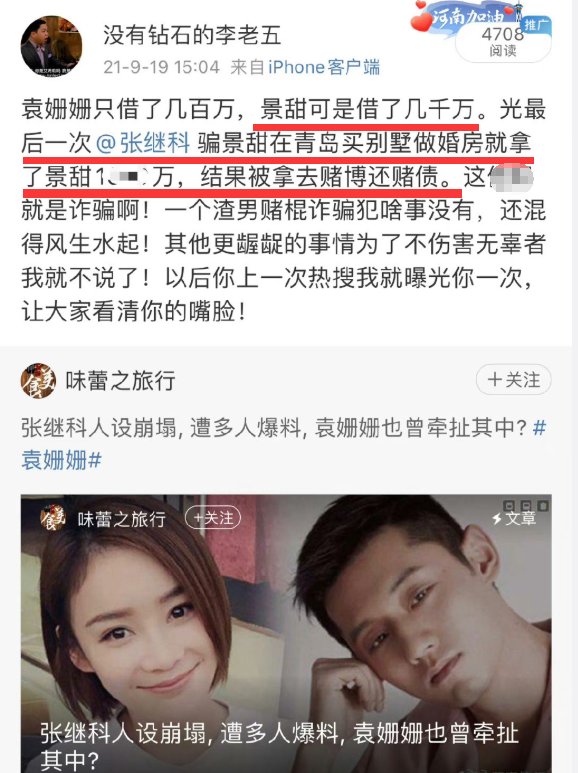 没有钻石的李老五
21-9-19 15:04 来自iPhone客户端
河南加油
推广
4708
阅读
袁姗姗只借了几百万，景甜可是借了几千万。光最
后一次@张继科 骗景甜在青岛买别墅做婚房就拿
了景甜1 万，结果被拿去赌博还赌债。这
就是诈骗啊！一个渣男赌棍诈骗犯啥事没有，还混
得风生水起！其他更龌龊的事情为了不伤害无辜者
我就不说了！以后你上一次热搜我就曝光你一次，
让大家看清你的嘴脸！
味蕾之旅行
＋关注
张继科人设崩塌, 遭多人爆料, 袁姗姗也曾牵扯其中? #
袁姗姗#
味蕾之旅行
+关注
文章
张继科人设崩塌, 遭多人爆料, 袁姗姗也曾牵扯
其中?